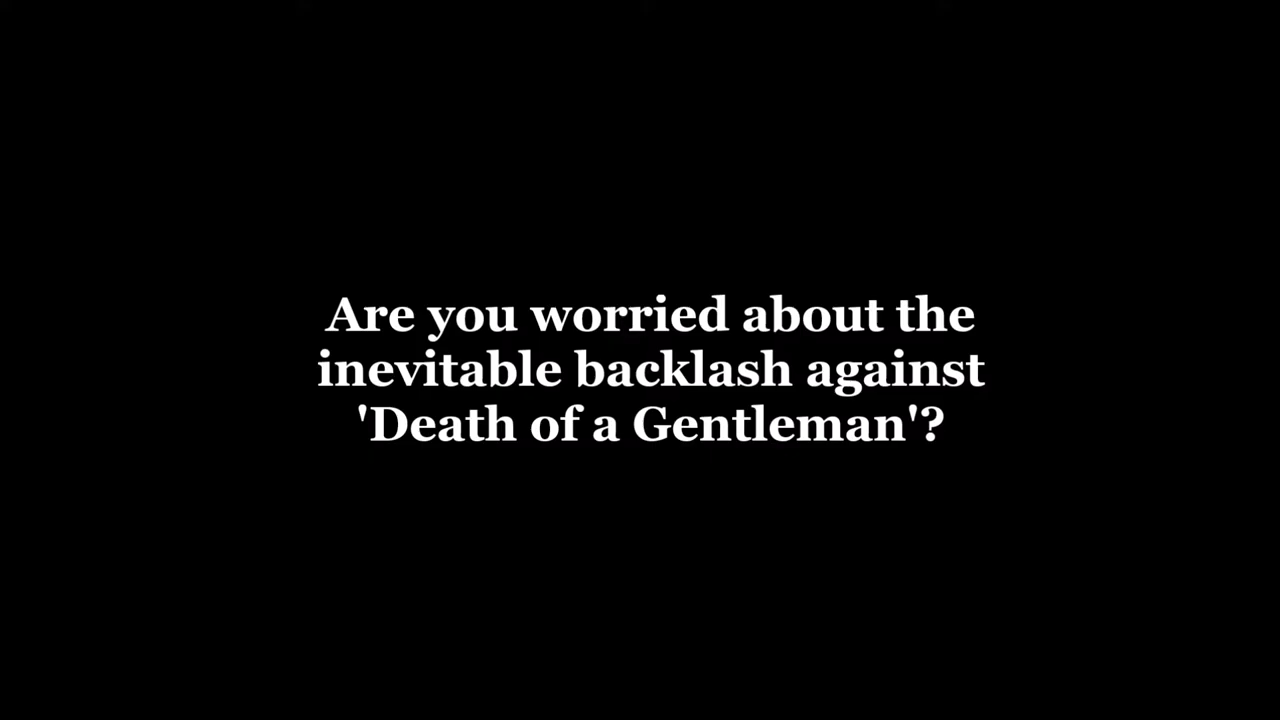 Are you worried about the
inevitable backlash against
'Death of a Gentleman'?